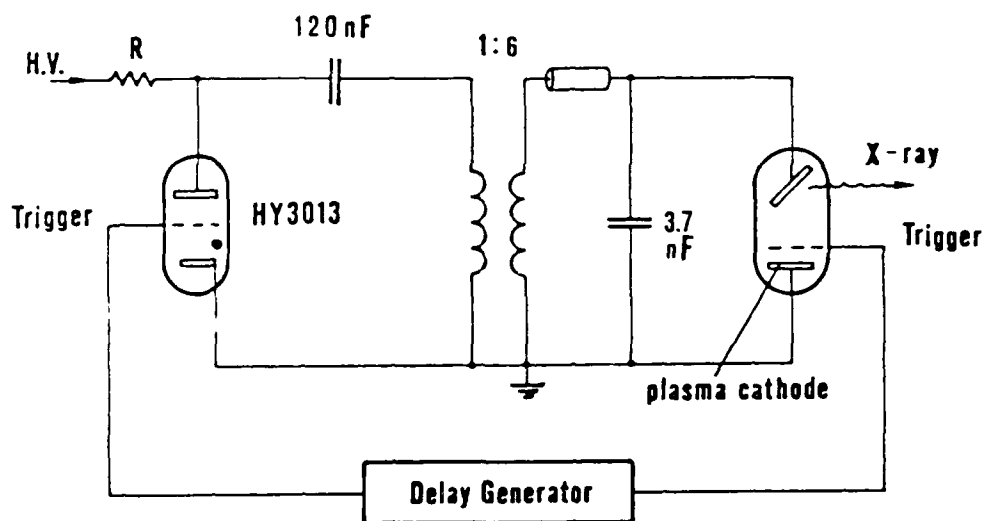 120 nF
1:6
R
H.V.
X-ray
Trigger
HY3013
3.7
nF
Trigger
plasma cathode
Delay Generator